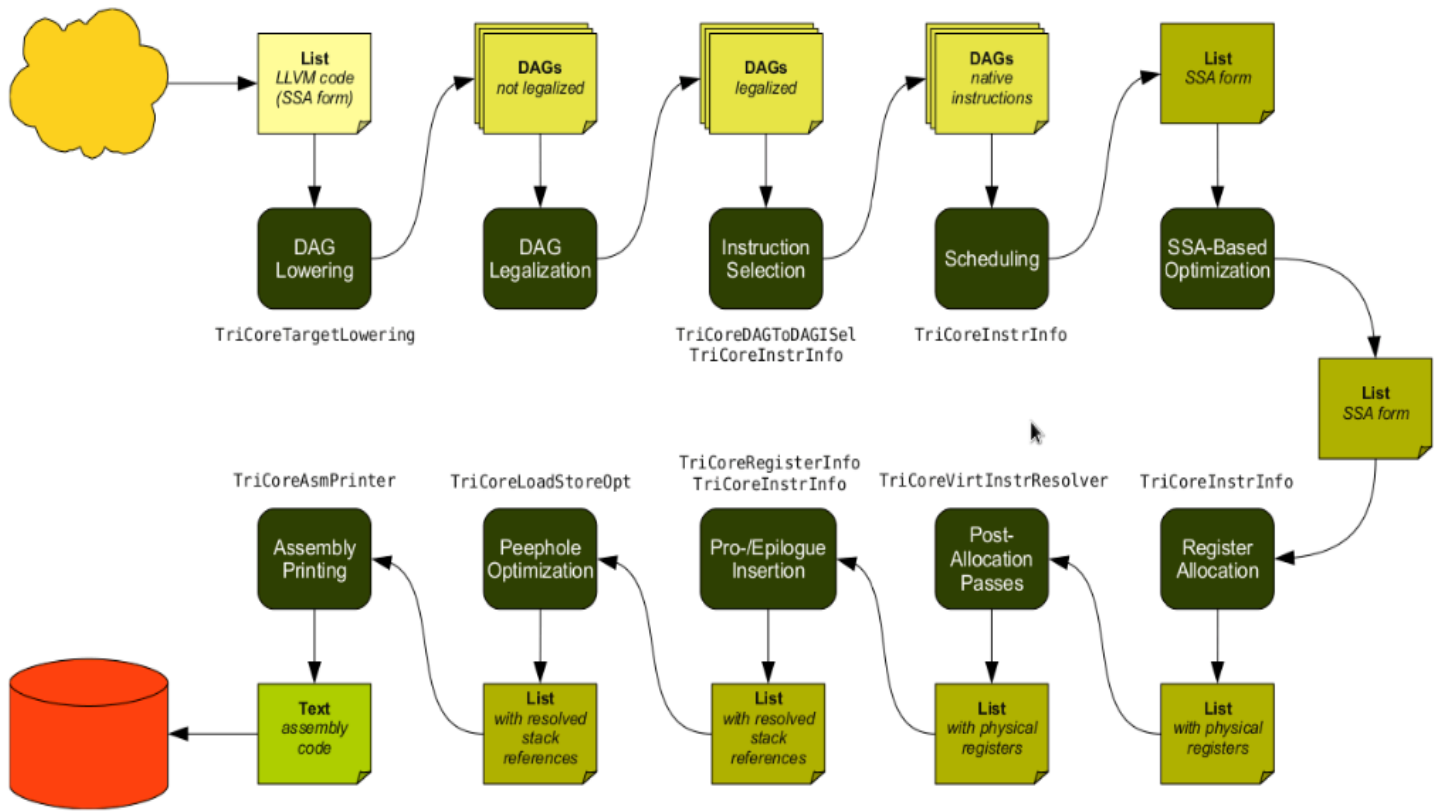 List
LLVM code
(SSA form)
DAGs
not legalized
DAGs
legalized
DAGs
native
instructions
List
SSA form
DAG
Lowering
DAG
Legalization
Instruction
Selection
Scheduling
SSA-Based
Optimization
TriCoreTargetLowering
TriCoreDAGToDAGISel
TriCoreInstrInfo
TriCoreInstrInfo
List
SSA form
TriCoreAsmPrinter
TriCoreLoadStoreOpt
TriCoreRegisterInfo
TriCoreInstrInfo
TriCoreVirtInstrResolver
TriCoreInstrInfo
Assembly
Printing
Peephole
Optimization
Pro-/Epilogue
Insertion
Post-
Allocation
Passes
Register
Allocation
Text
assembly
code
List
with resolved
stack
references
List
with resolved
stack
references
List
with physical
registers
List
with physical
registers